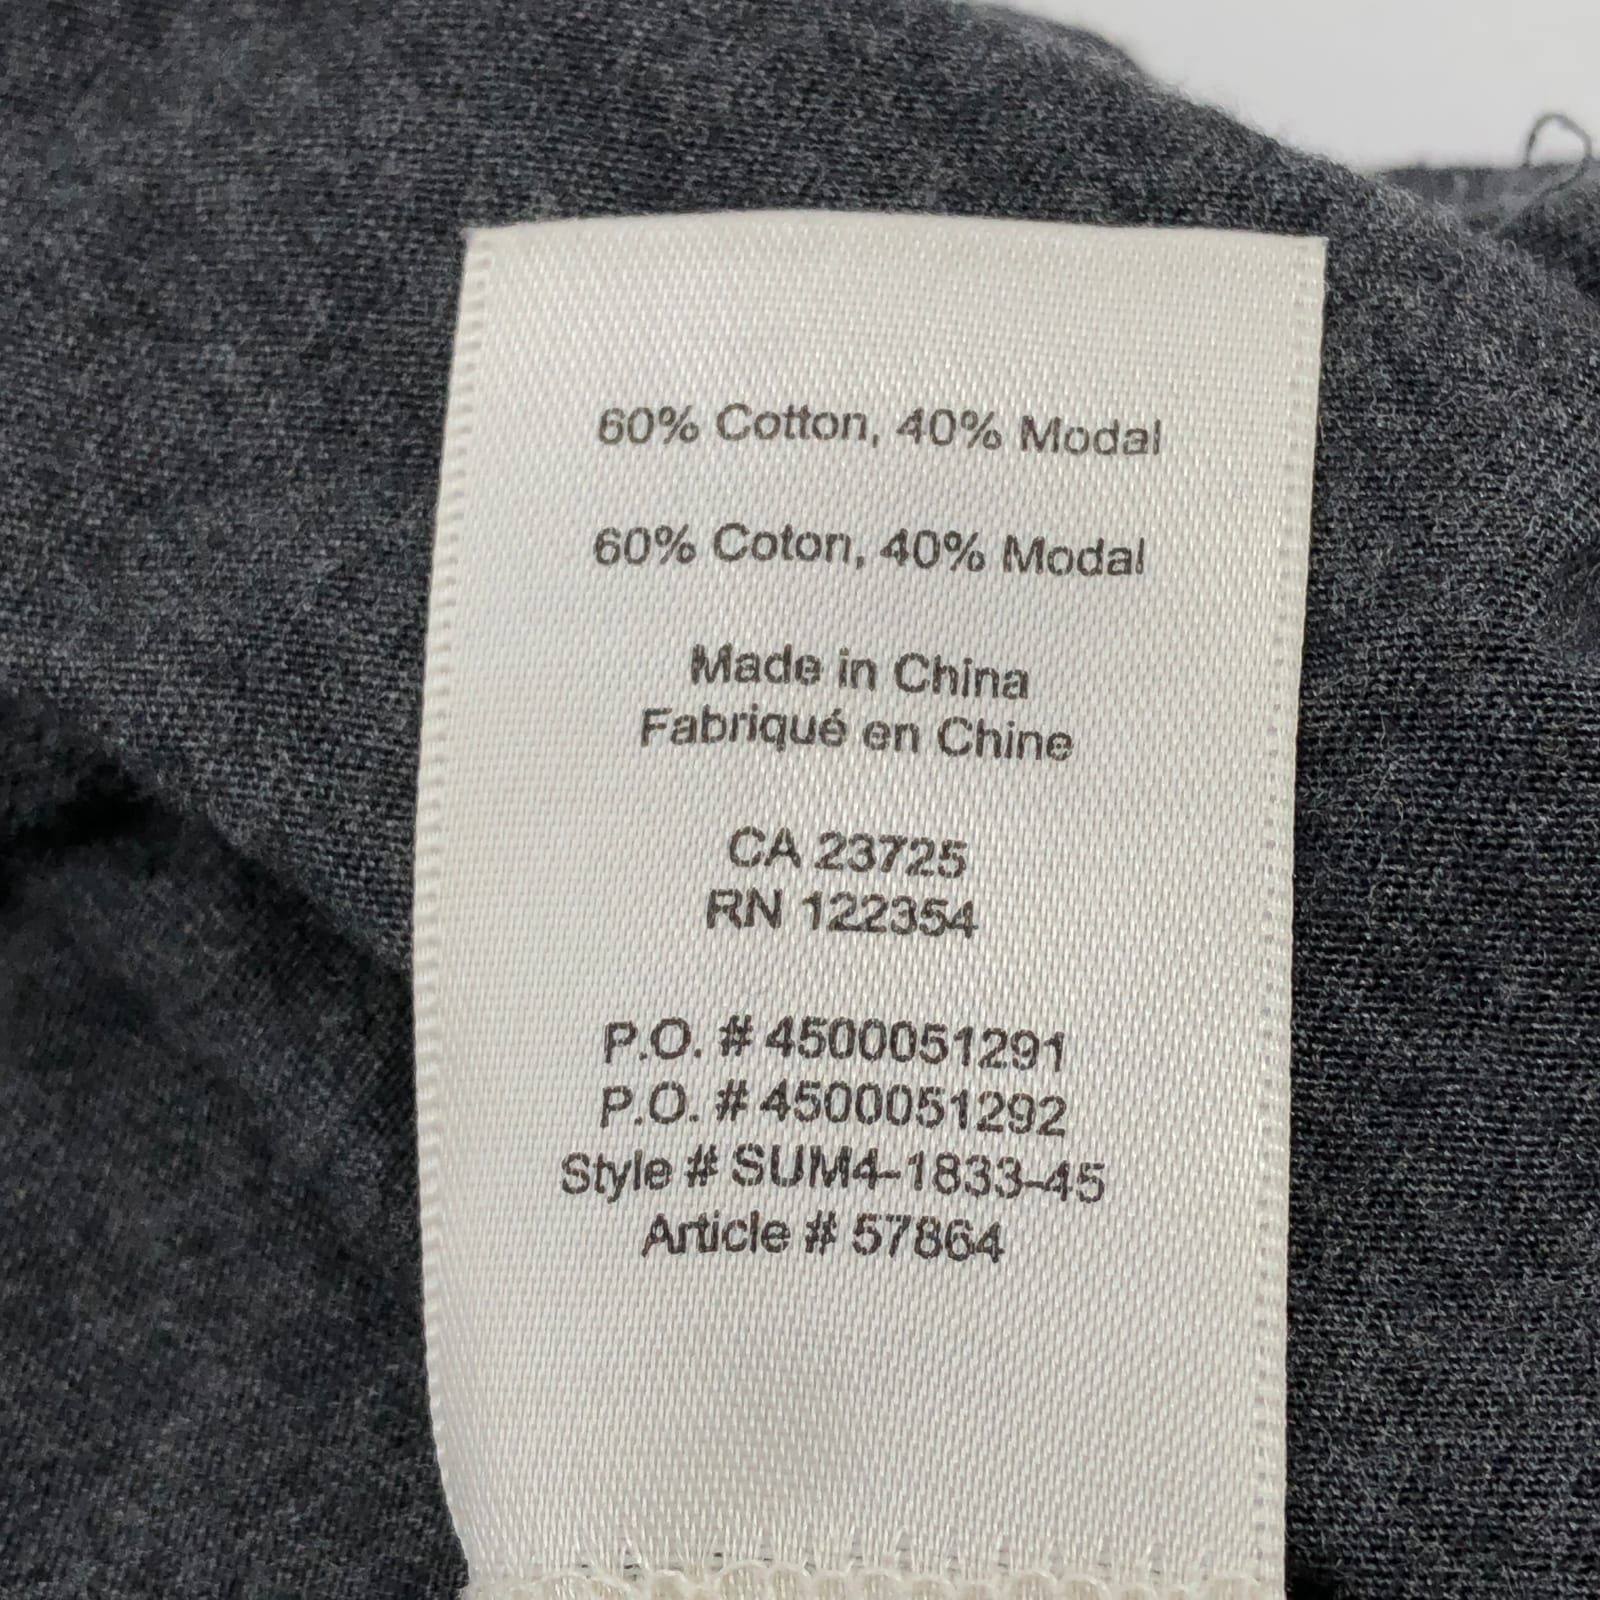 60% Cotton, 40% Modal
60% Coton, 40% Modal
Made in China
Fabriqué en Chine
CA 23725
RN 122354
P.O. # 4500051291
P.O. # 4500051292
Style # SUM4-1833-45
Article # 57864